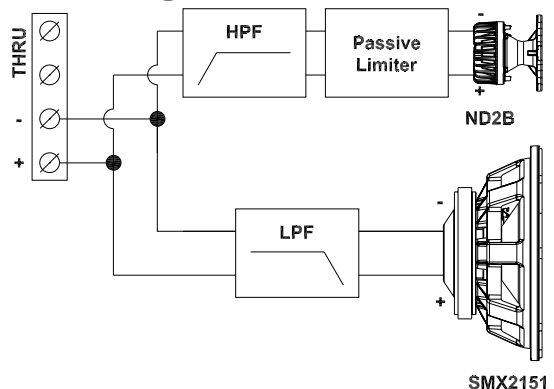 THRU
-
+
HPF
Passive
Limiter
-
+
ND2B
LPF
-
+
SMX2151